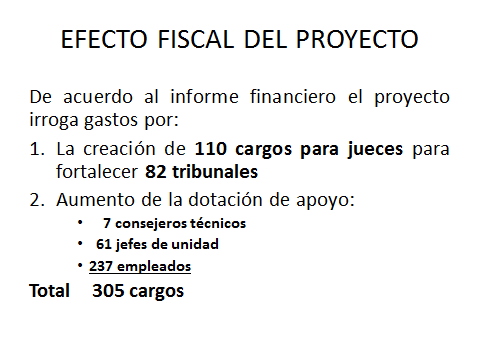 EFECTO FISCAL DEL PROYECTO
De acuerdo al informe financiero el proyecto
irroga gastos por:
1. La creación de 110 cargos para jueces para
fortalecer 82 tribunales
2. Aumento de la dotación de apoyo:
• 7 consejeros técnicos
• 61 jefes de unidad
• 237 empleados
Total 305 cargos